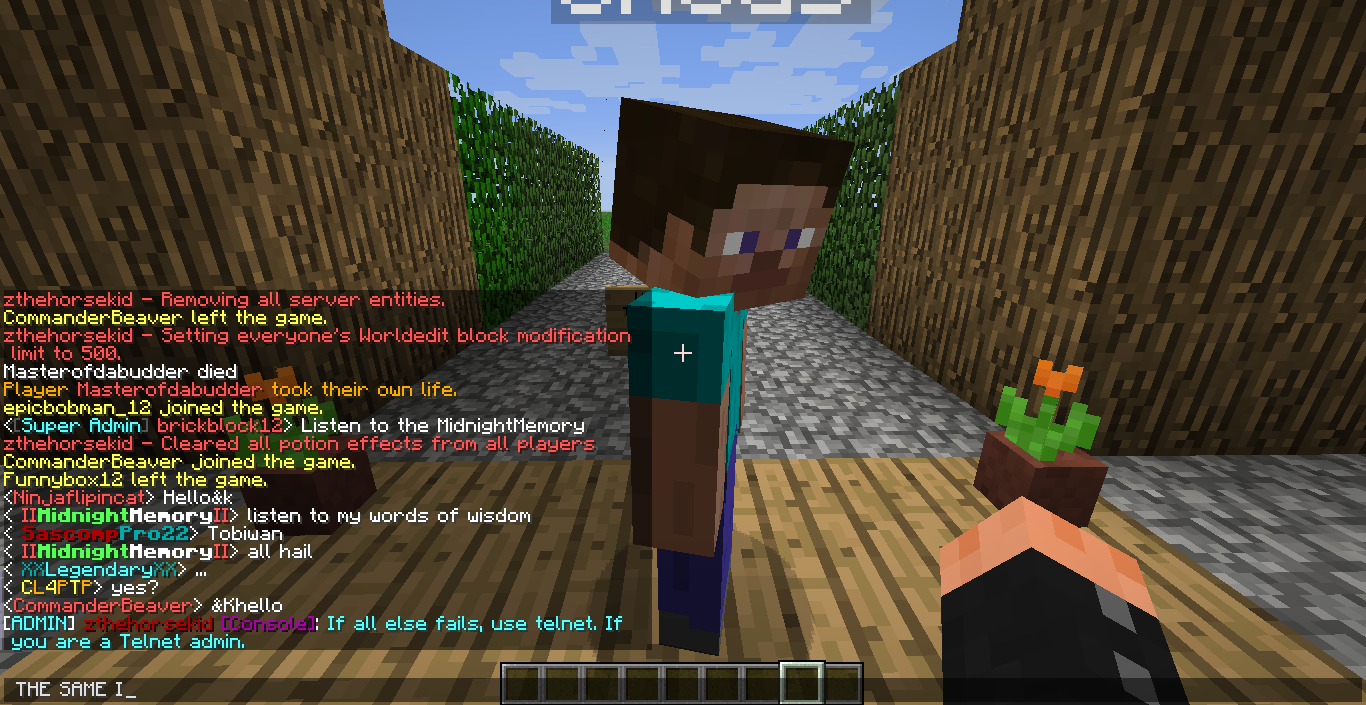 zthehorsekid - Removing all server entities.
CommanderBeaver left the game.
zthehorsekid - Setting everyone's Worldedit block modification
limit to 500.
Masterofdabudder died
Player Masterofdabudder took their own life.
epicbobman_12 joined the game.
<[Super Admin] brickblock12> Listen to the MidnightMemory
zthehorsekid - Cleared all potion effects from all players
CommanderBeaver joined the game.
Funnybox12 left the game.
<Ninjaflipincat> Hello&k
< IIMidnightMemoryII> listen to my words of wisdom
< SascompPro22> Tobiwan
< IIMidnightMemoryII> all hail
< XXLegendaryXX> ...
< CL4PTP> yes?
<CommanderBeaver> &Khello
[ADMIN] zthehorsekid [Console]: If all else fails, use telnet. If
you are a Telnet admin.
THE SAME I_